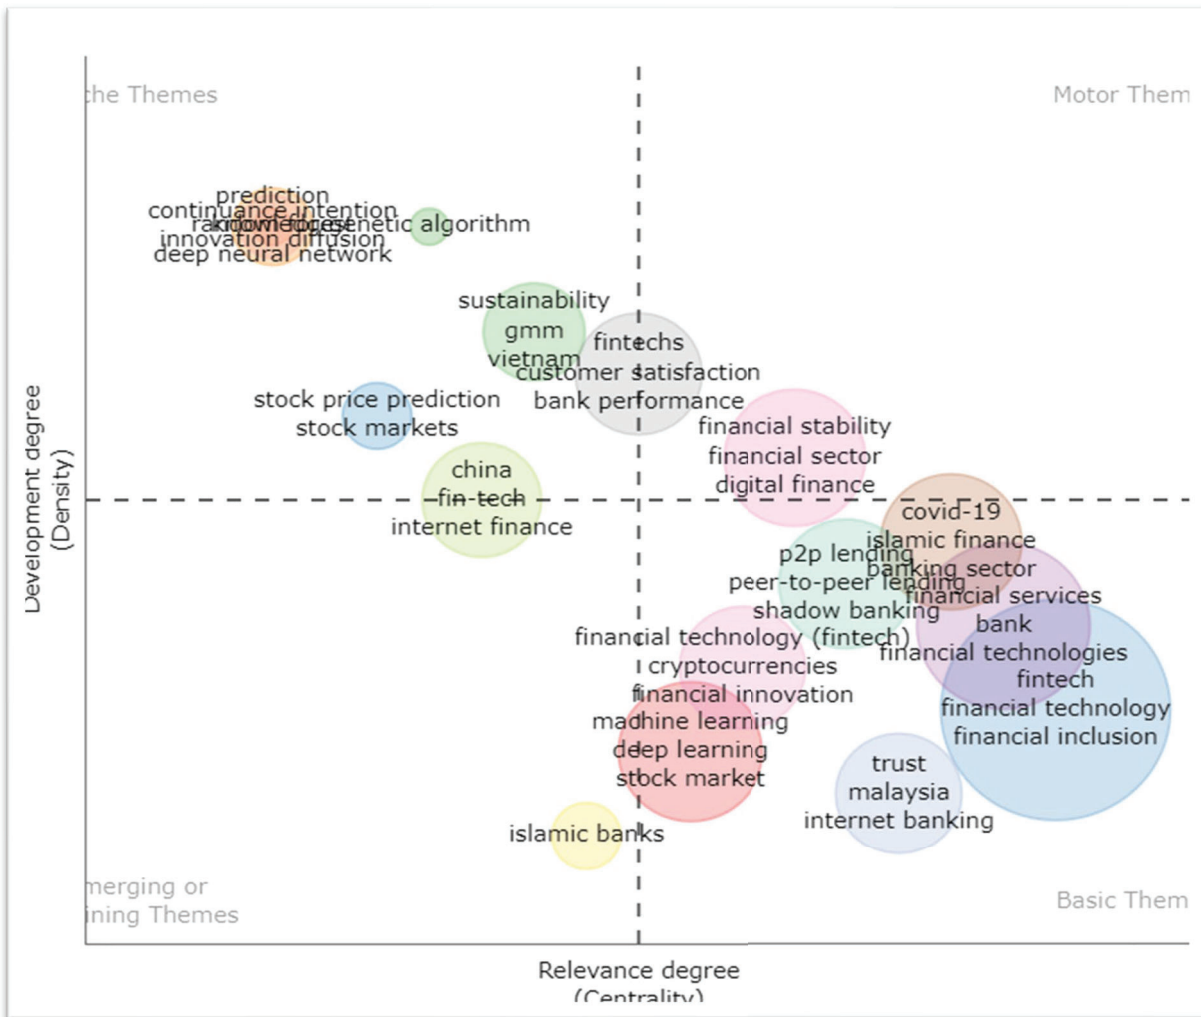 che Themes
Motor Them
prediction
continuance intention
random forest
knowledge
genetic algorithm
innovation diffusion
deep neural network
sustainability
gmm
vietnam
fintechs
customer satisfaction
bank performance
stock price prediction
stock markets
financial stability
financial sector
digital finance
china
fin-tech
internet finance
covid-19
islamic finance
banking sector
p2p lending
peer-to-peer lending
shadow banking
financial services
bank
financial technologies
financial technology (fintech)
cryptocurrencies
financial innovation
fintech
financial technology
financial inclusion
machine learning
deep learning
stock market
trust
malaysia
internet banking
islamic banks
merging or
ining Themes
Basic Them
Development degree
(Density)
Relevance degree
(Centrality)